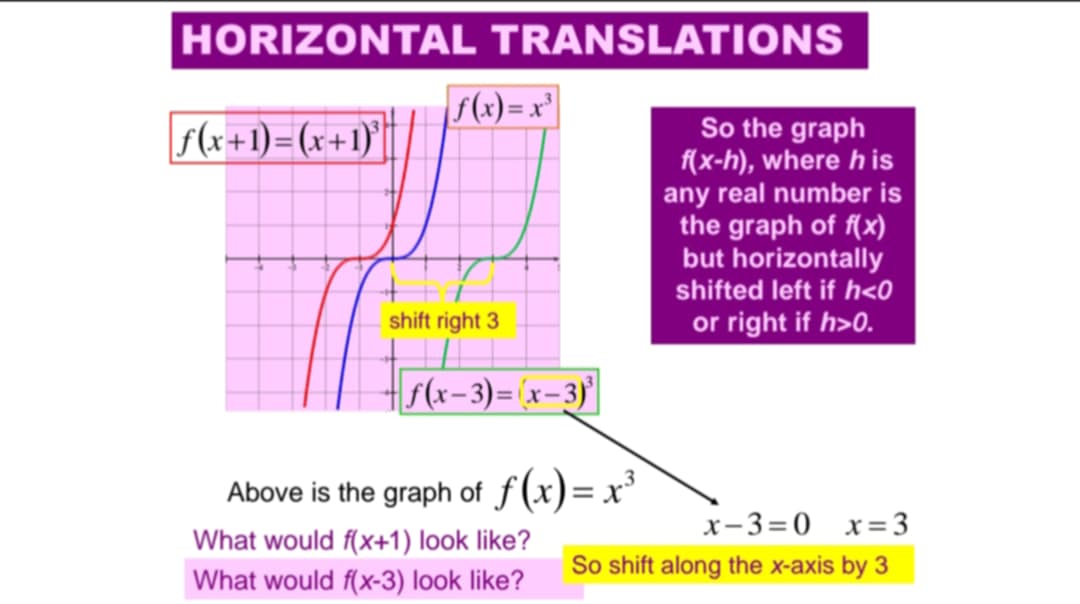 HORIZONTAL TRANSLATIONS
f(x) = x³
f(x+1) = (x+1)³
So the graph
f(x-h), where h is
any real number is
the graph of f(x)
but horizontally
shifted left if h<0
or right if h>0.
shift right 3
f(x−3) = (x−3)³
Above is the graph of f(x) = x³
x−3=0 x=3
What would f(x+1) look like?
So shift along the x-axis by 3
What would f(x-3) look like?